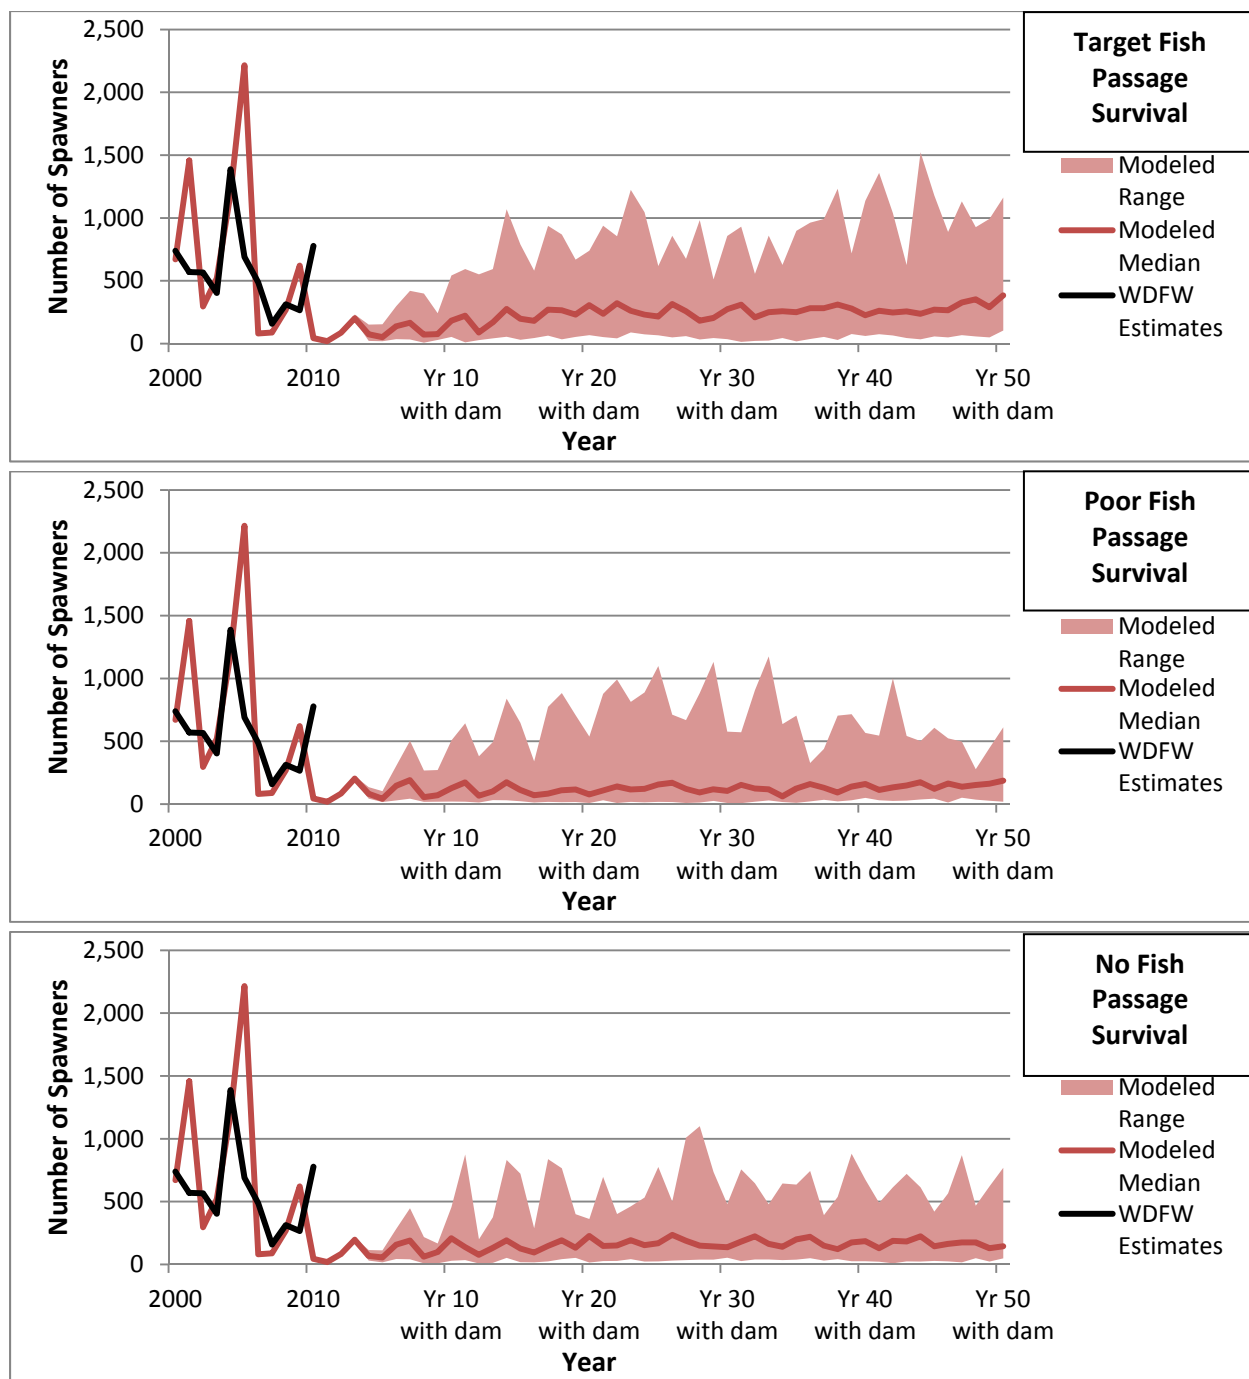 2,500
2,000
1,500
1,000
500
0
Number of Spawners
2000
2010
Yr 10
with dam
Yr 20
with dam
Yr 30
with dam
Yr 40
with dam
Yr 50
with dam
Year
Target Fish
Passage
Survival
Modeled
Range
Modeled
Median
WDFW
Estimates
2,500
2,000
1,500
1,000
500
0
Number of Spawners
2000
2010
Yr 10
with dam
Yr 20
with dam
Yr 30
with dam
Yr 40
with dam
Yr 50
with dam
Year
Poor Fish
Passage
Survival
Modeled
Range
Modeled
Median
WDFW
Estimates
2,500
2,000
1,500
1,000
500
0
Number of Spawners
2000
2010
Yr 10
with dam
Yr 20
with dam
Yr 30
with dam
Yr 40
with dam
Yr 50
with dam
Year
No Fish
Passage
Survival
Modeled
Range
Modeled
Median
WDFW
Estimates